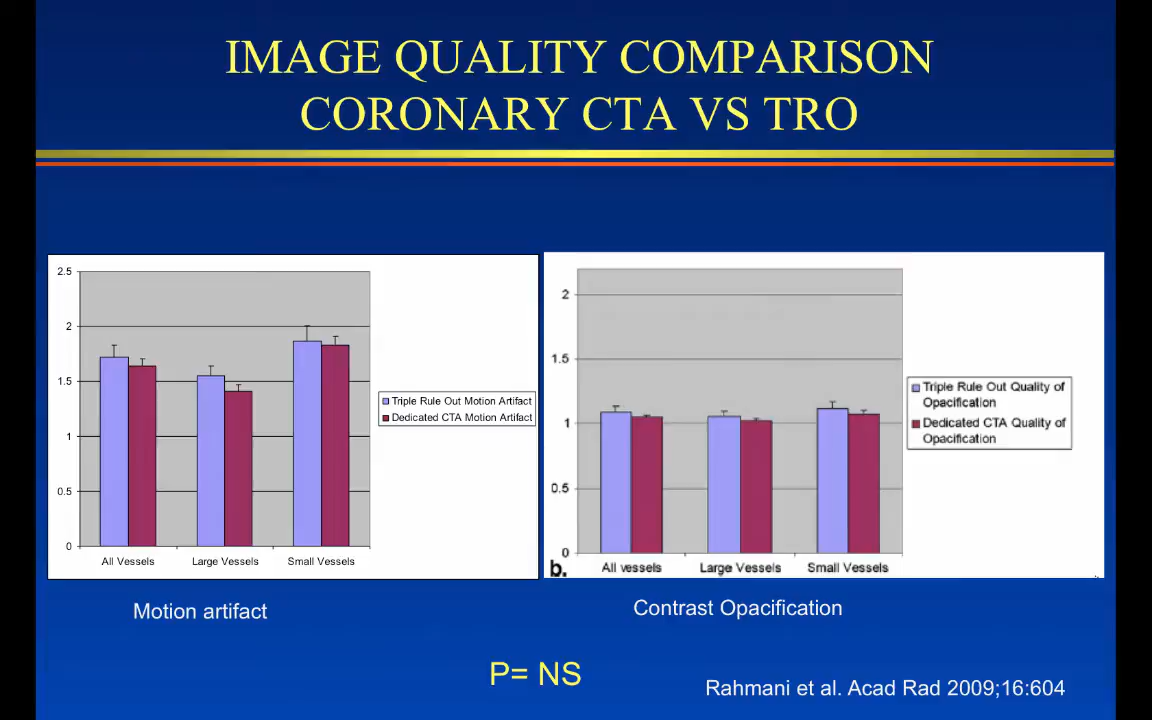 IMAGE QUALITY COMPARISON
CORONARY CTA VS TRO
2.5
2
1.5
1
0.5
0
All Vessels
Large Vessels
Small Vessels
Triple Rule Out Motion Artifact
Dedicated CTA Motion Artifact
2
1.5
1
0.5
0
b.
All vessels
Large Vessels
Small Vessels
Triple Rule Out Quality of
Opacification
Dedicated CTA Quality of
Opacification
Motion artifact
Contrast Opacification
P= NS
Rahmani et al. Acad Rad 2009;16:604